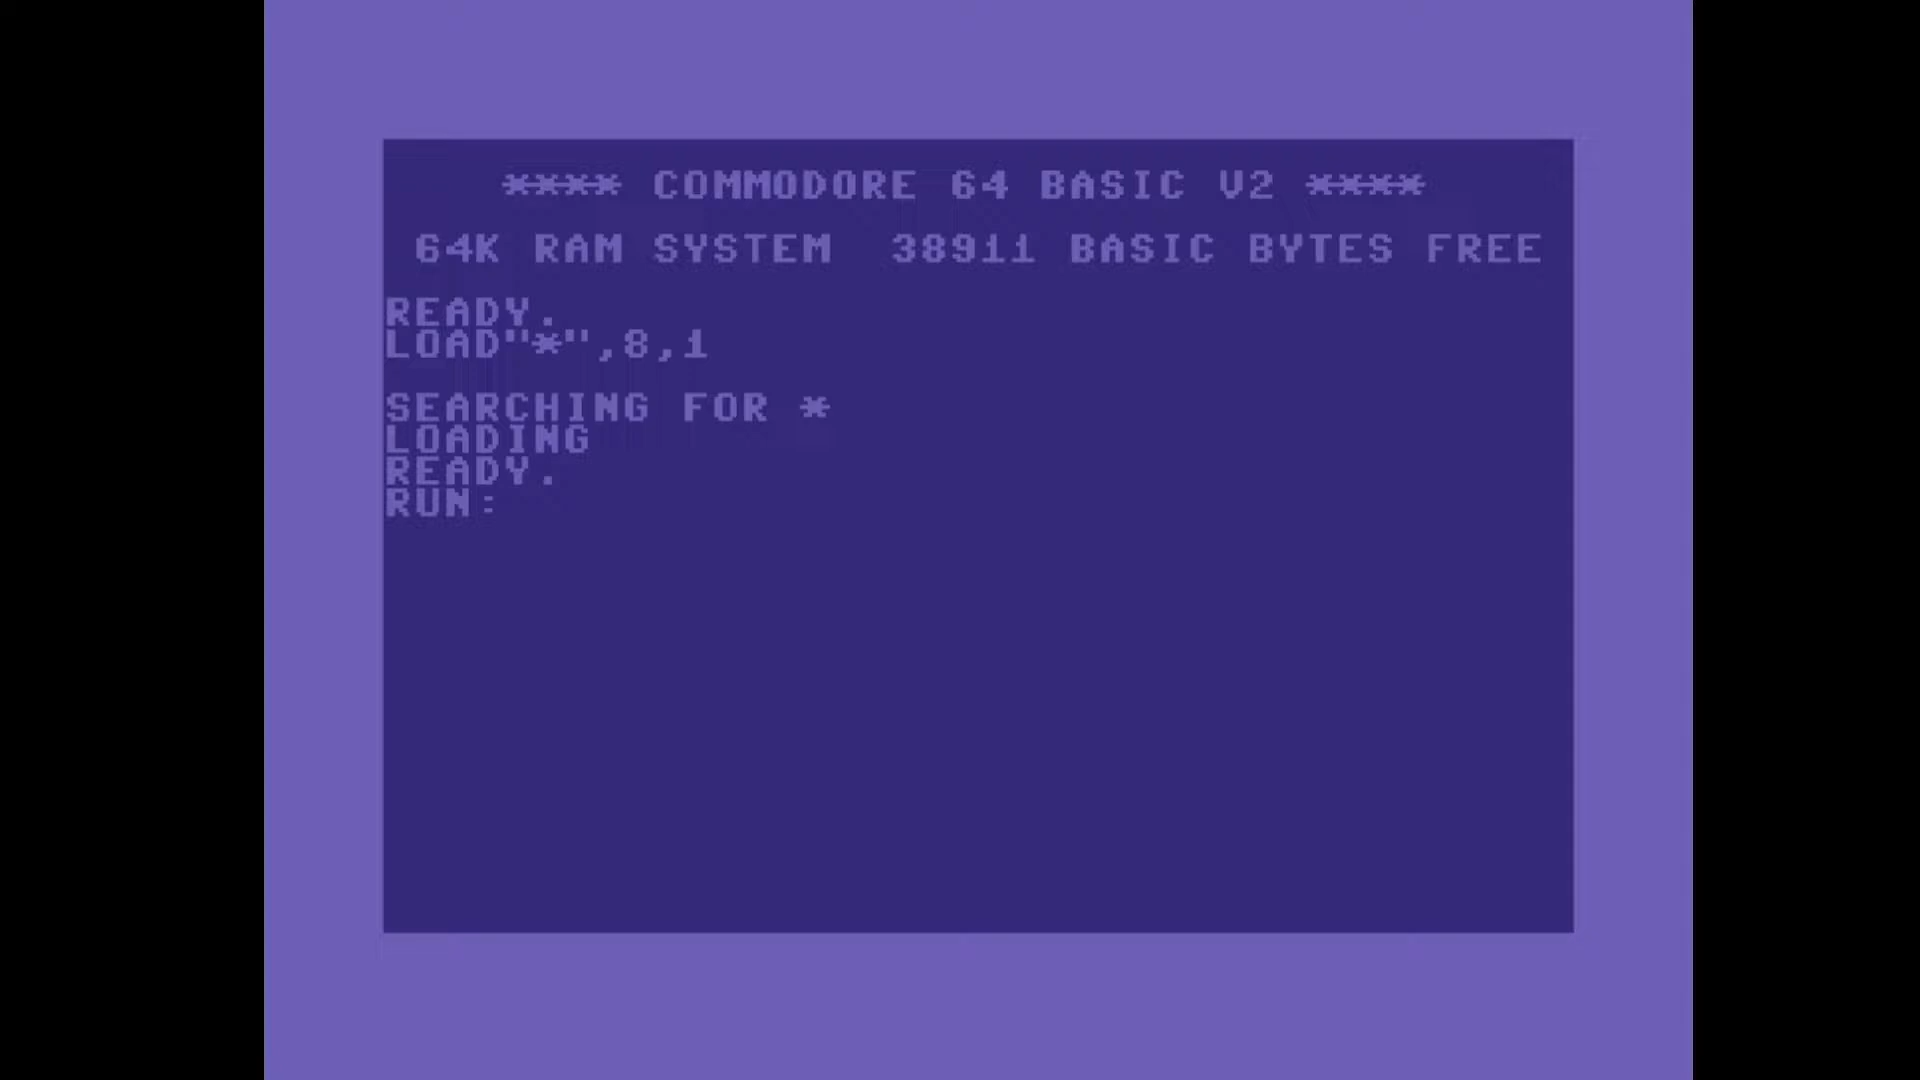 **** COMMODORE 64 BASIC V2 ****
64K RAM SYSTEM  38911 BASIC BYTES FREE
READY.
LOAD"*",8,1
SEARCHING FOR *
LOADING
READY.
RUN: